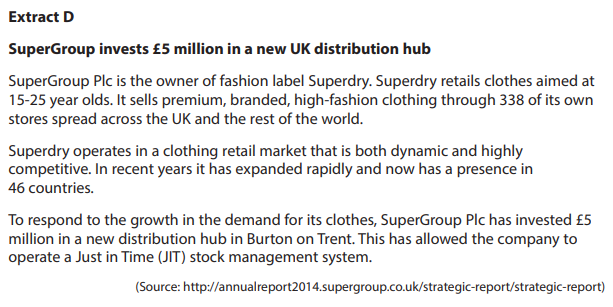 Extract D
SuperGroup invests £5 million in a new UK distribution hub
SuperGroup Plc is the owner of fashion label Superdry. Superdry retails clothes aimed at
15-25 year olds. It sells premium, branded, high-fashion clothing through 338 of its own
stores spread across the UK and the rest of the world.
Superdry operates in a clothing retail market that is both dynamic and highly
competitive. In recent years it has expanded rapidly and now has a presence in
46 countries.
To respond to the growth in the demand for its clothes, SuperGroup Plc has invested £5
million in a new distribution hub in Burton on Trent. This has allowed the company to
operate a Just in Time (JIT) stock management system.
(Source: http://annualreport2014.supergroup.co.uk/strategic-report/strategic-report)